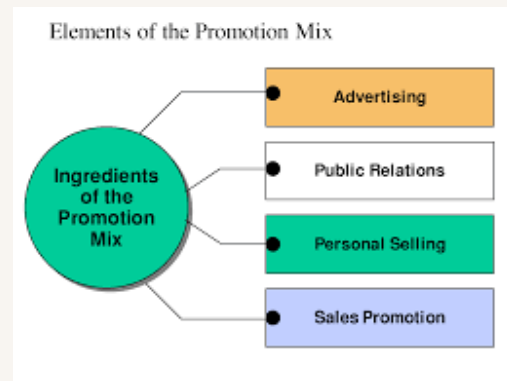 Elements of the Promotion Mix
Ingredients
of the
Promotion
Mix
Advertising
Public Relations
Personal Selling
Sales Promotion